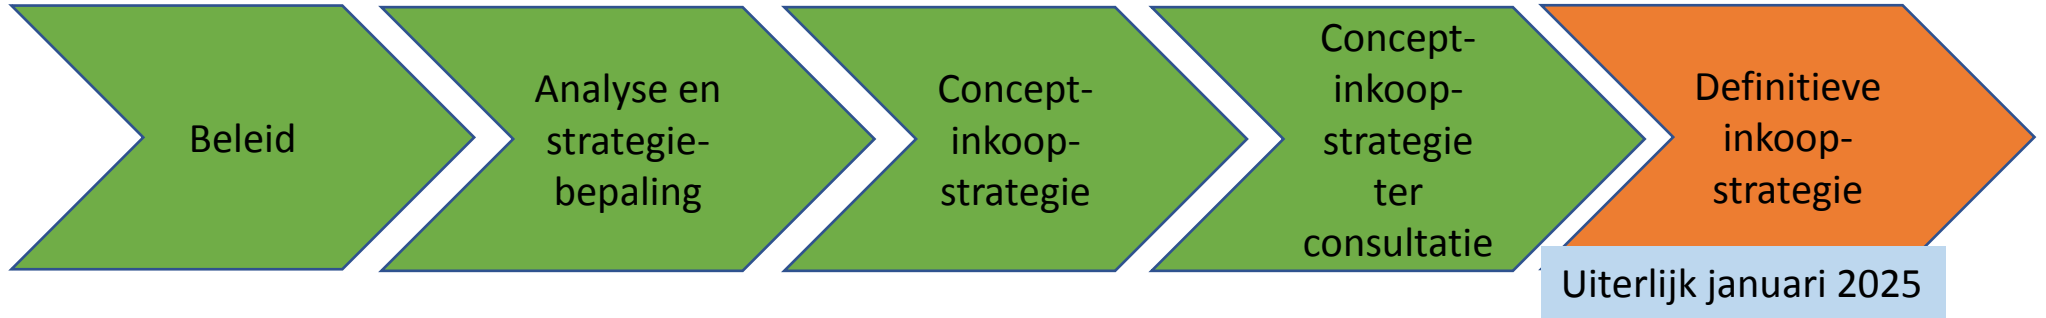 Beleid
Analyse en
strategie-
bepaling
Concept-
inkoop-
strategie
Concept-
inkoop-
strategie
ter
consultatie
Definitieve
inkoop-
strategie
Uiterlijk januari 2025